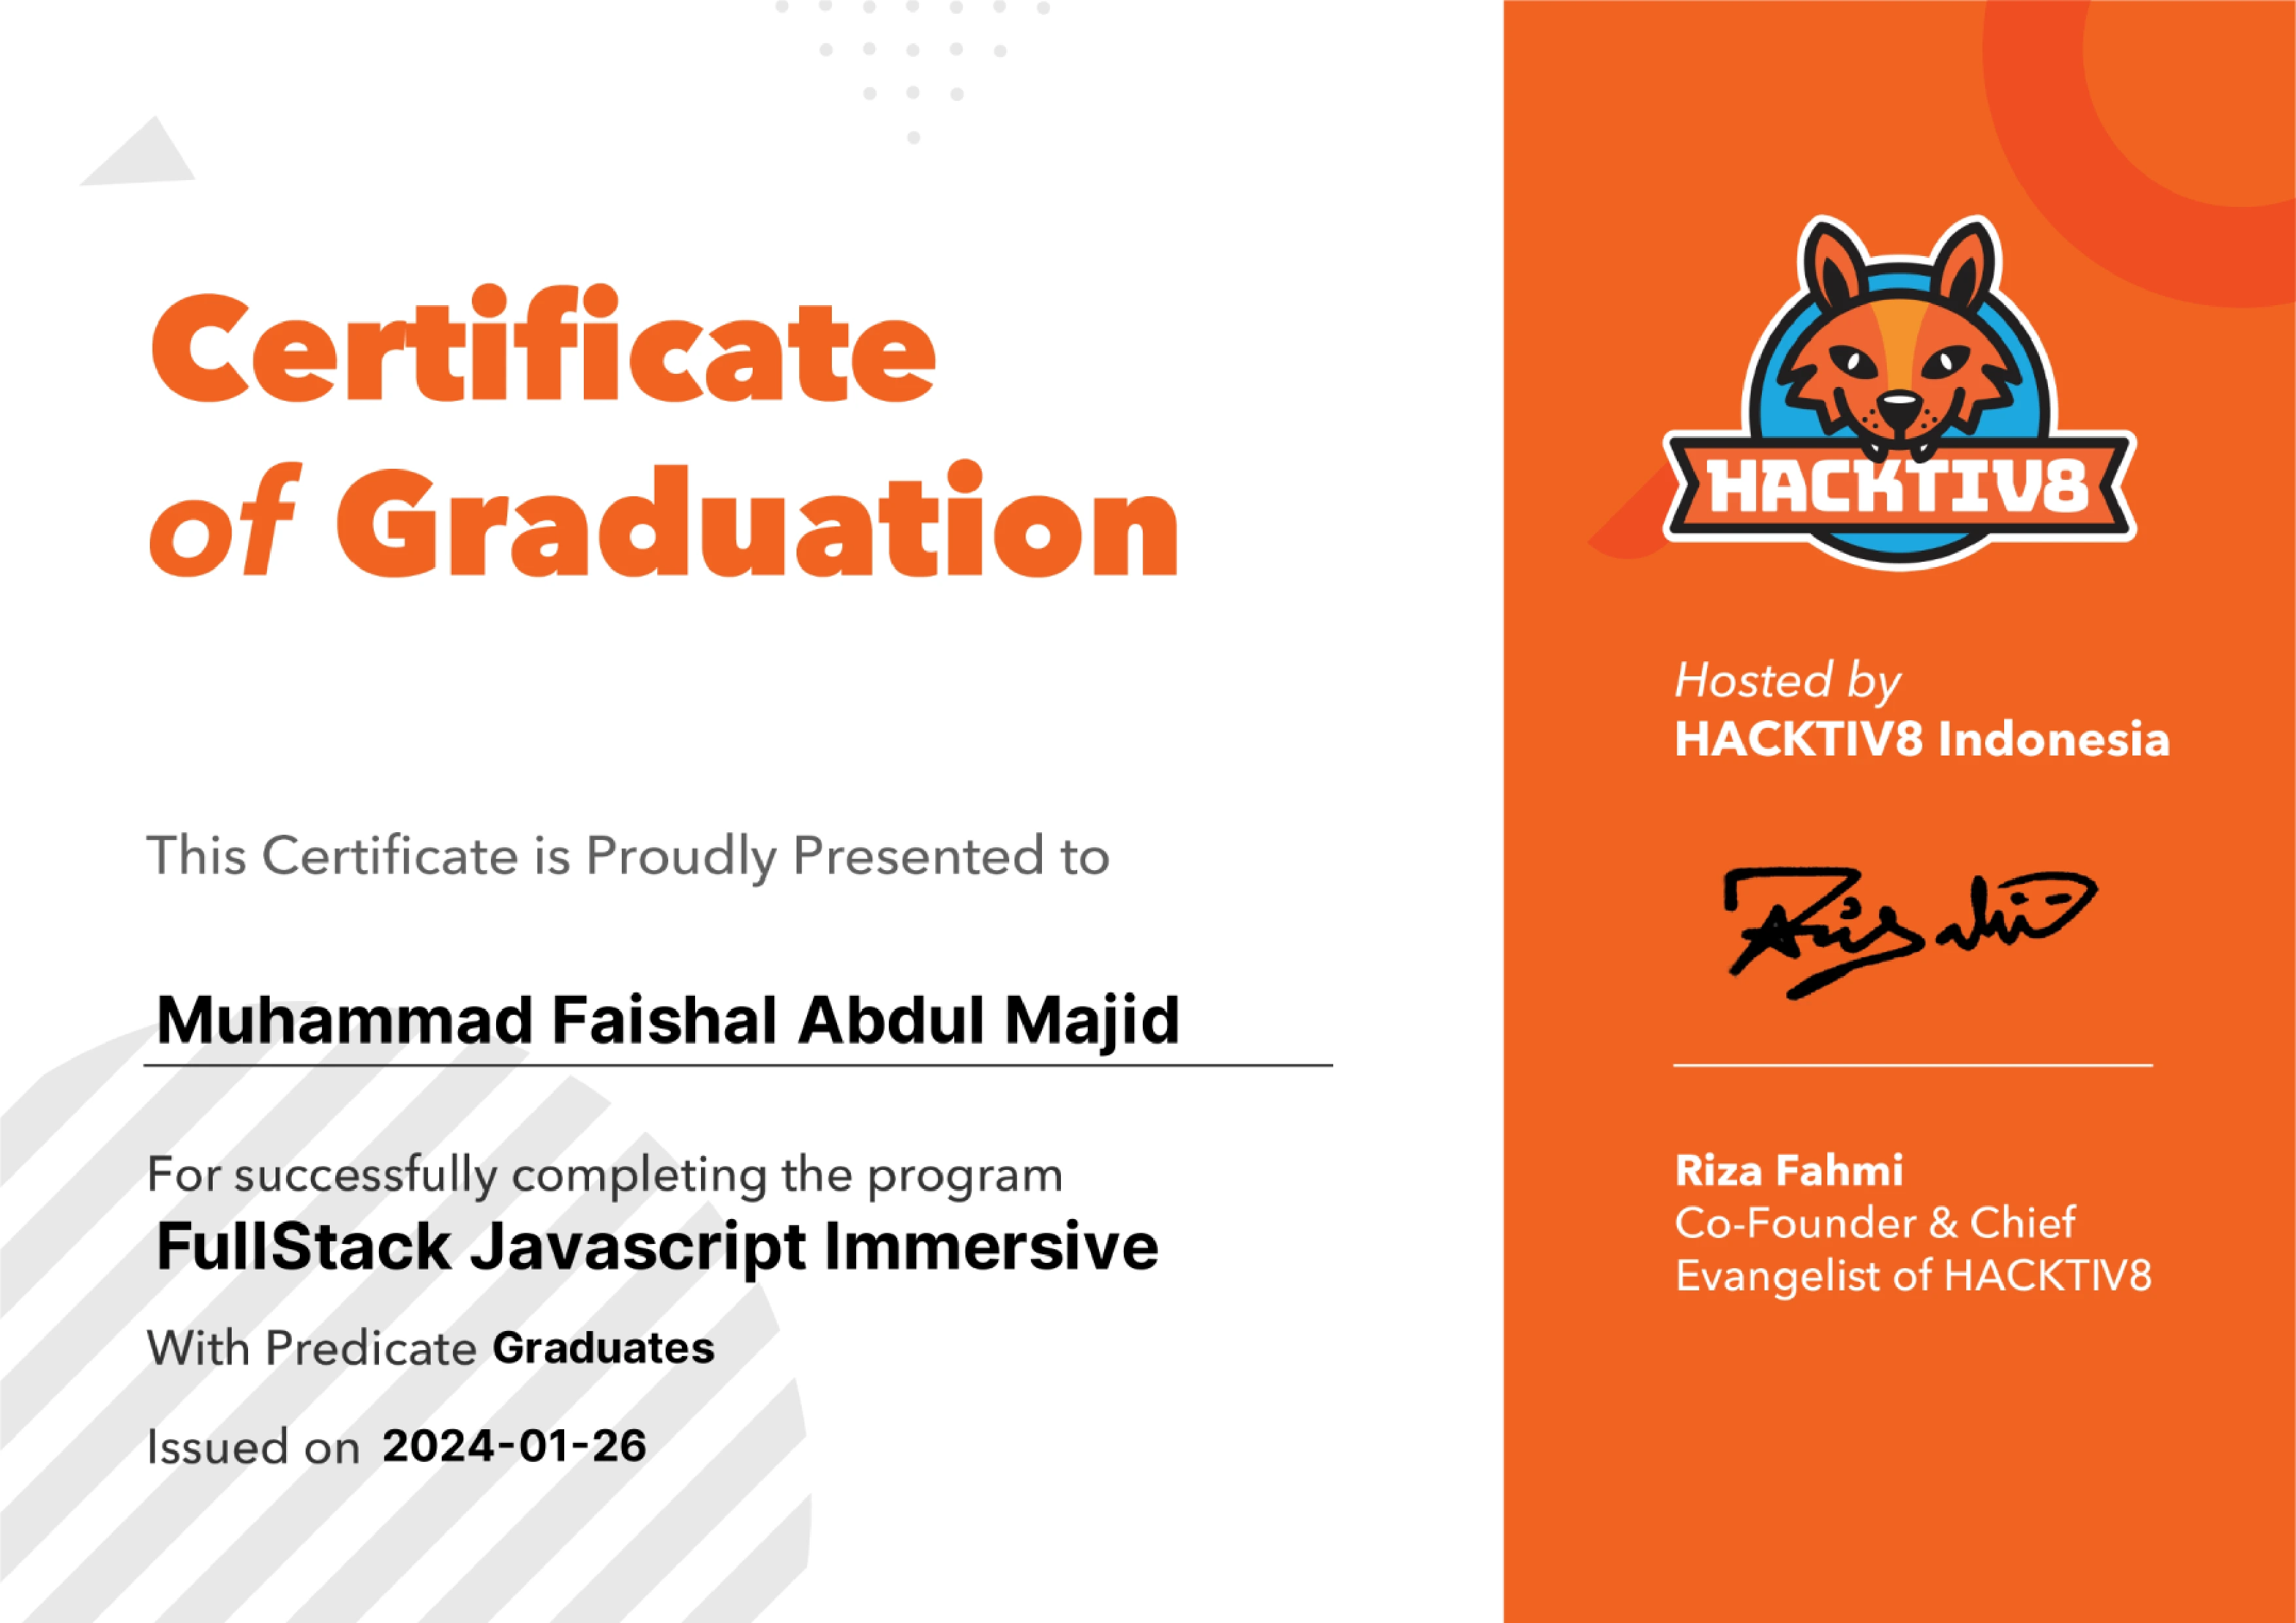 Certificate
of Graduation
This Certificate is Proudly Presented to
Muhammad Faishal Abdul Majid
For successfully completing the program
FullStack Javascript Immersive
With Predicate Graduates
Issued on 2024-01-26
HACKTIV8
Hosted by
HACKTIV8 Indonesia
Riza Fahmi
Co-Founder & Chief
Evangelist of HACKTIV8